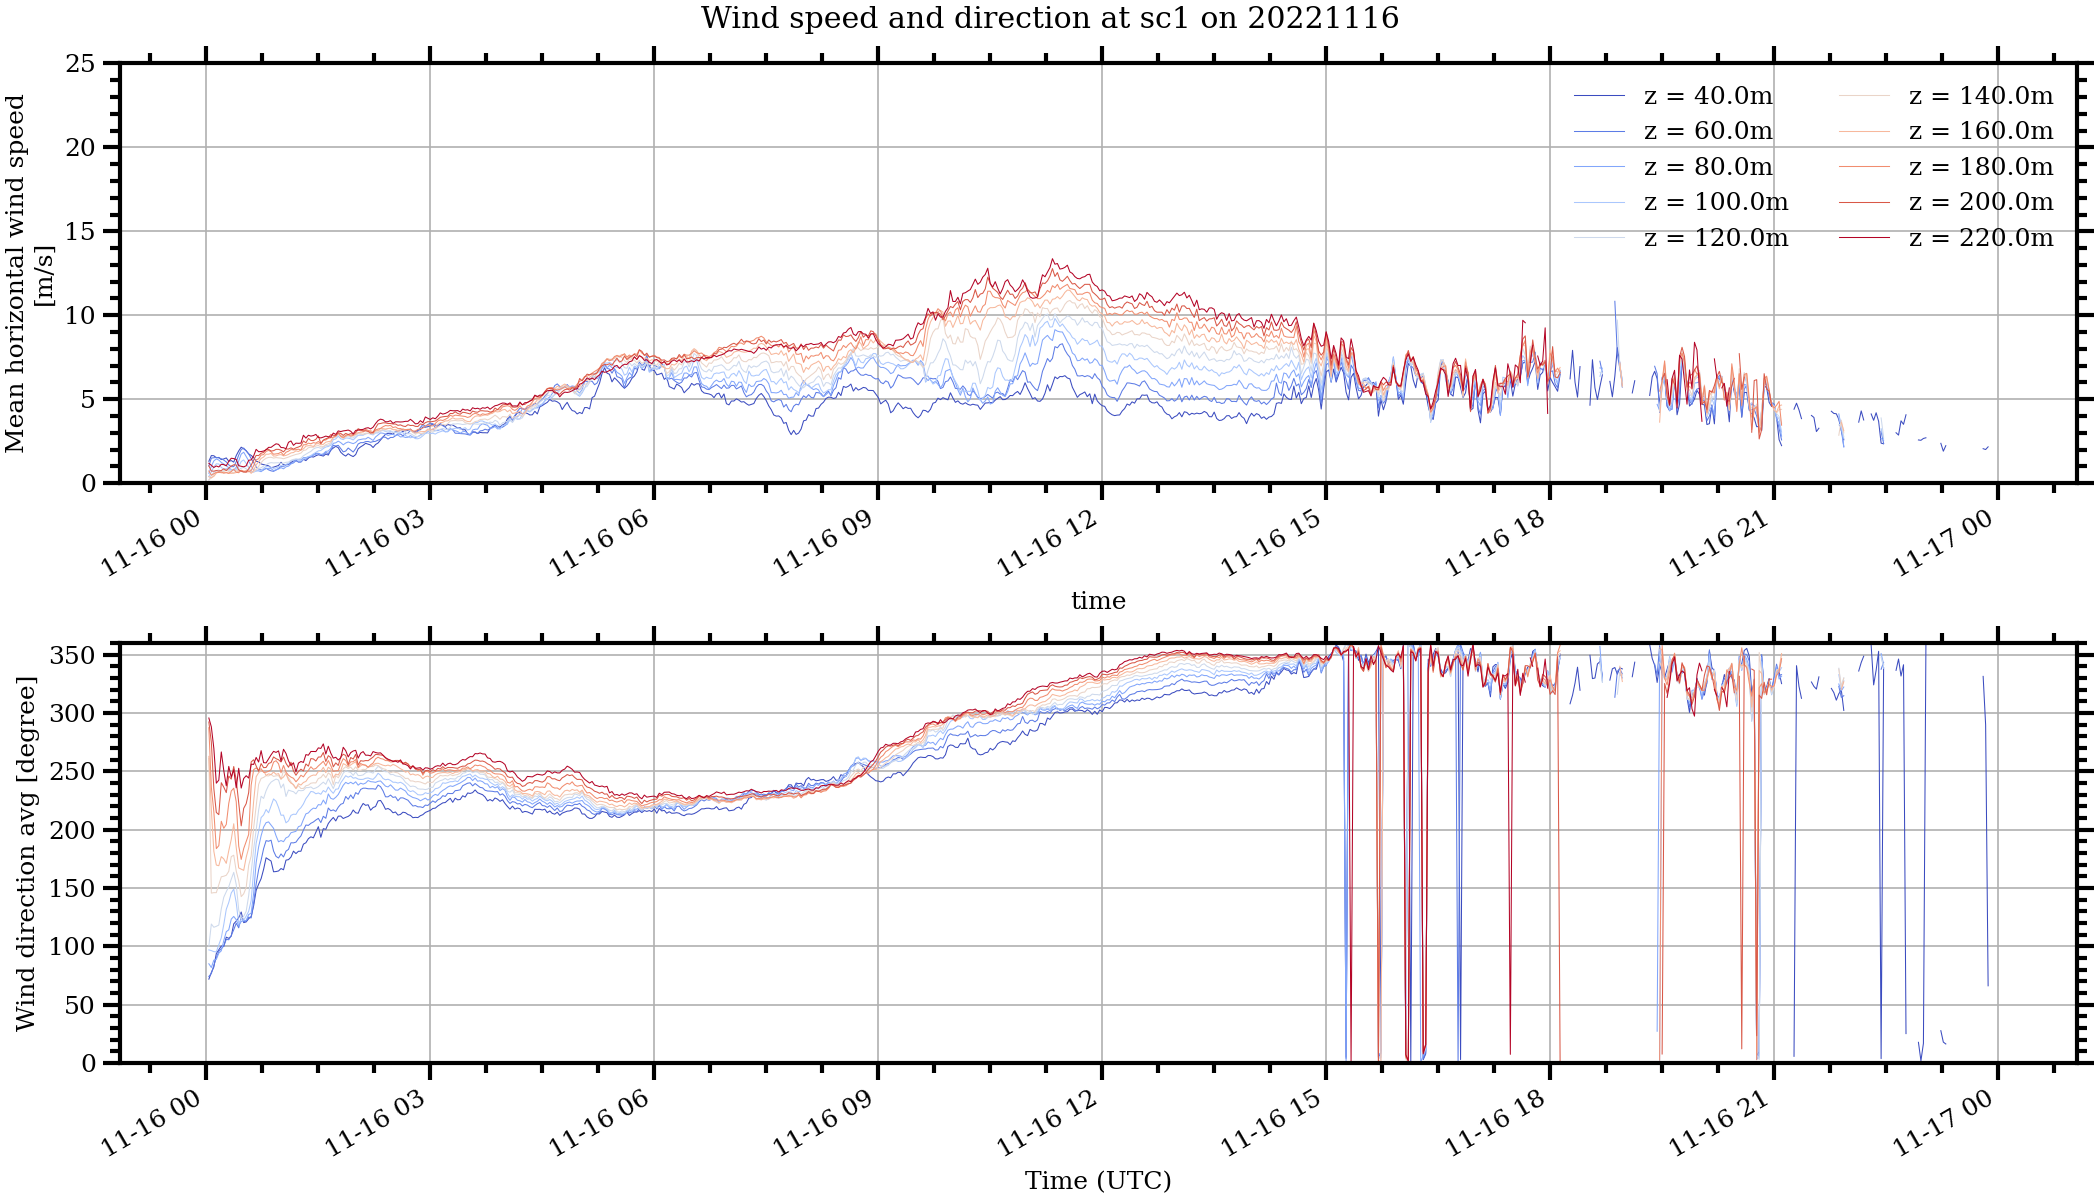 Wind speed and direction at sc1 on 20221116
Mean horizontal wind speed
[m/s]
25
20
15
10
5
0
z = 40.0m
z = 60.0m
z = 80.0m
z = 100.0m
z = 120.0m
z = 140.0m
z = 160.0m
z = 180.0m
z = 200.0m
z = 220.0m
11-16 00
11-16 03
11-16 06
11-16 09
11-16 12
11-16 15
11-16 18
11-16 21
11-17 00
time
Wind direction avg [degree]
350
300
250
200
150
100
50
0
11-16 00
11-16 03
11-16 06
11-16 09
11-16 12
11-16 15
11-16 18
11-16 21
11-17 00
Time (UTC)